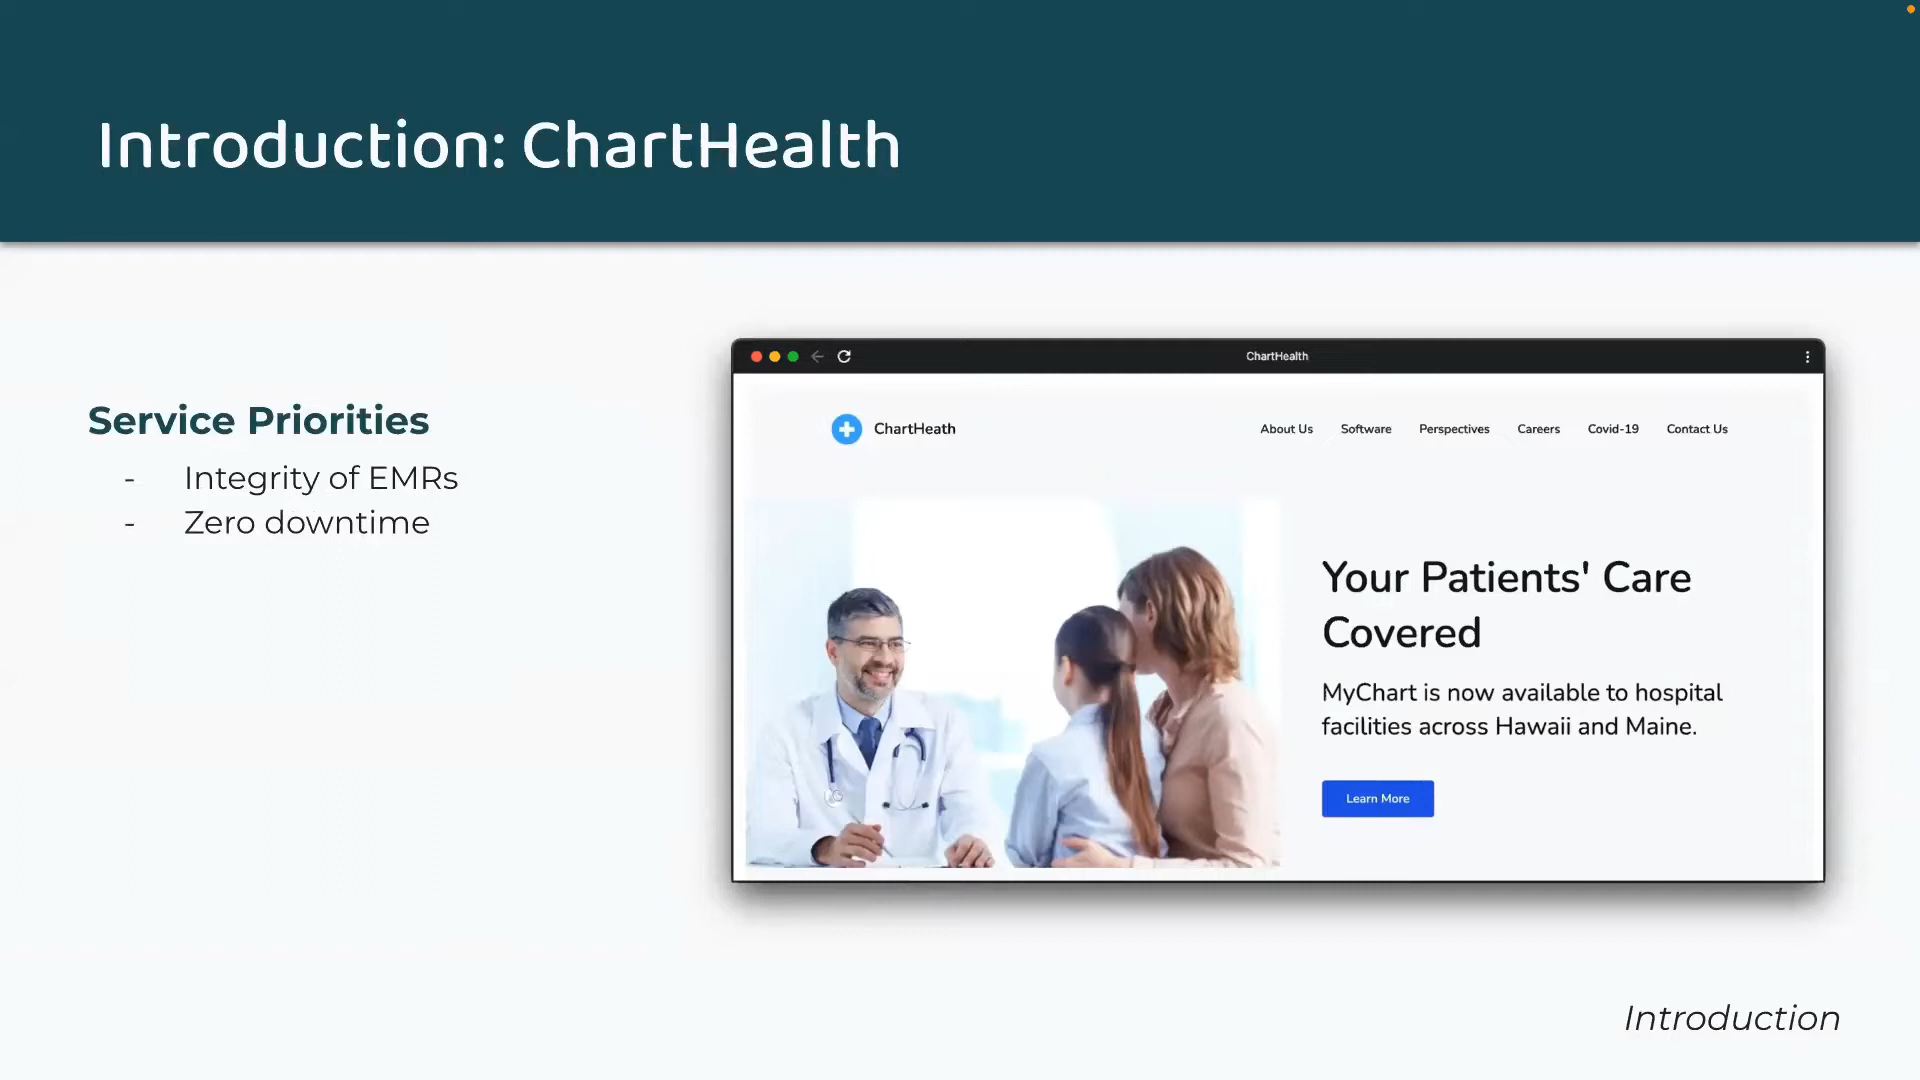 Introduction: ChartHealth
Service Priorities
- Integrity of EMRs
- Zero downtime
ChartHealth
ChartHeath
About Us Software Perspectives Careers Covid-19 Contact Us
Your Patients' Care
Covered
MyChart is now available to hospital
facilities across Hawaii and Maine.
Learn More
Introduction